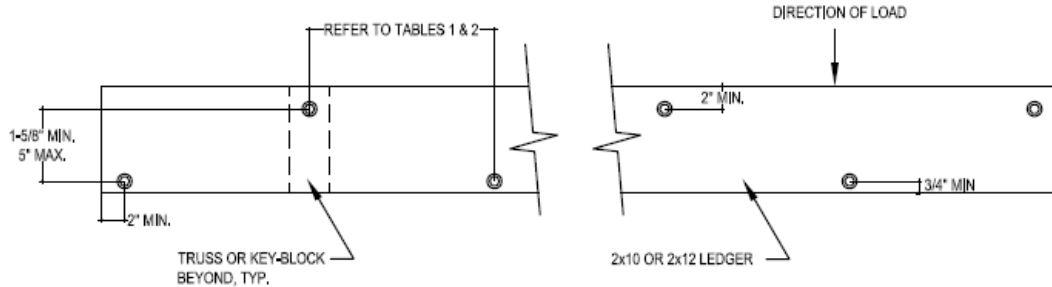 DIRECTION OF LOAD
REFER TO TABLES 1 & 2
2" MIN.
1-5/8" MIN.
5" MAX.
3/4" MIN
2" MIN.
TRUSS OR KEY-BLOCK
BEYOND, TYP.
2x10 OR 2x12 LEDGER